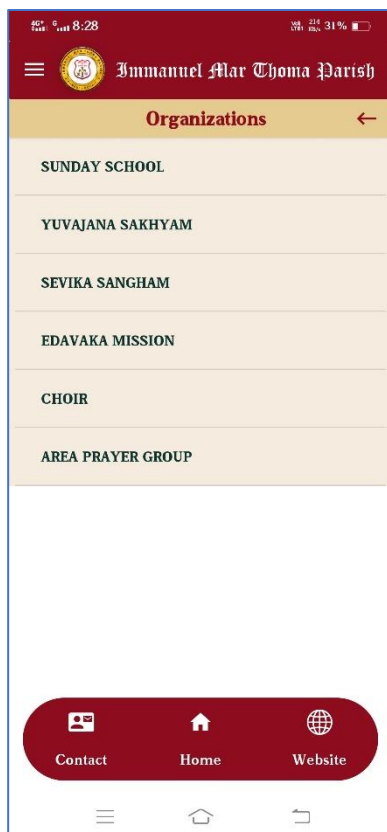 8:28 31%
Immanuel Mar Thoma Parish
Organizations
SUNDAY SCHOOL
YUVAJANA SAKHYAM
SEVIKA SANGHAM
EDAVAKA MISSION
CHOIR
AREA PRAYER GROUP
Contact Home Website